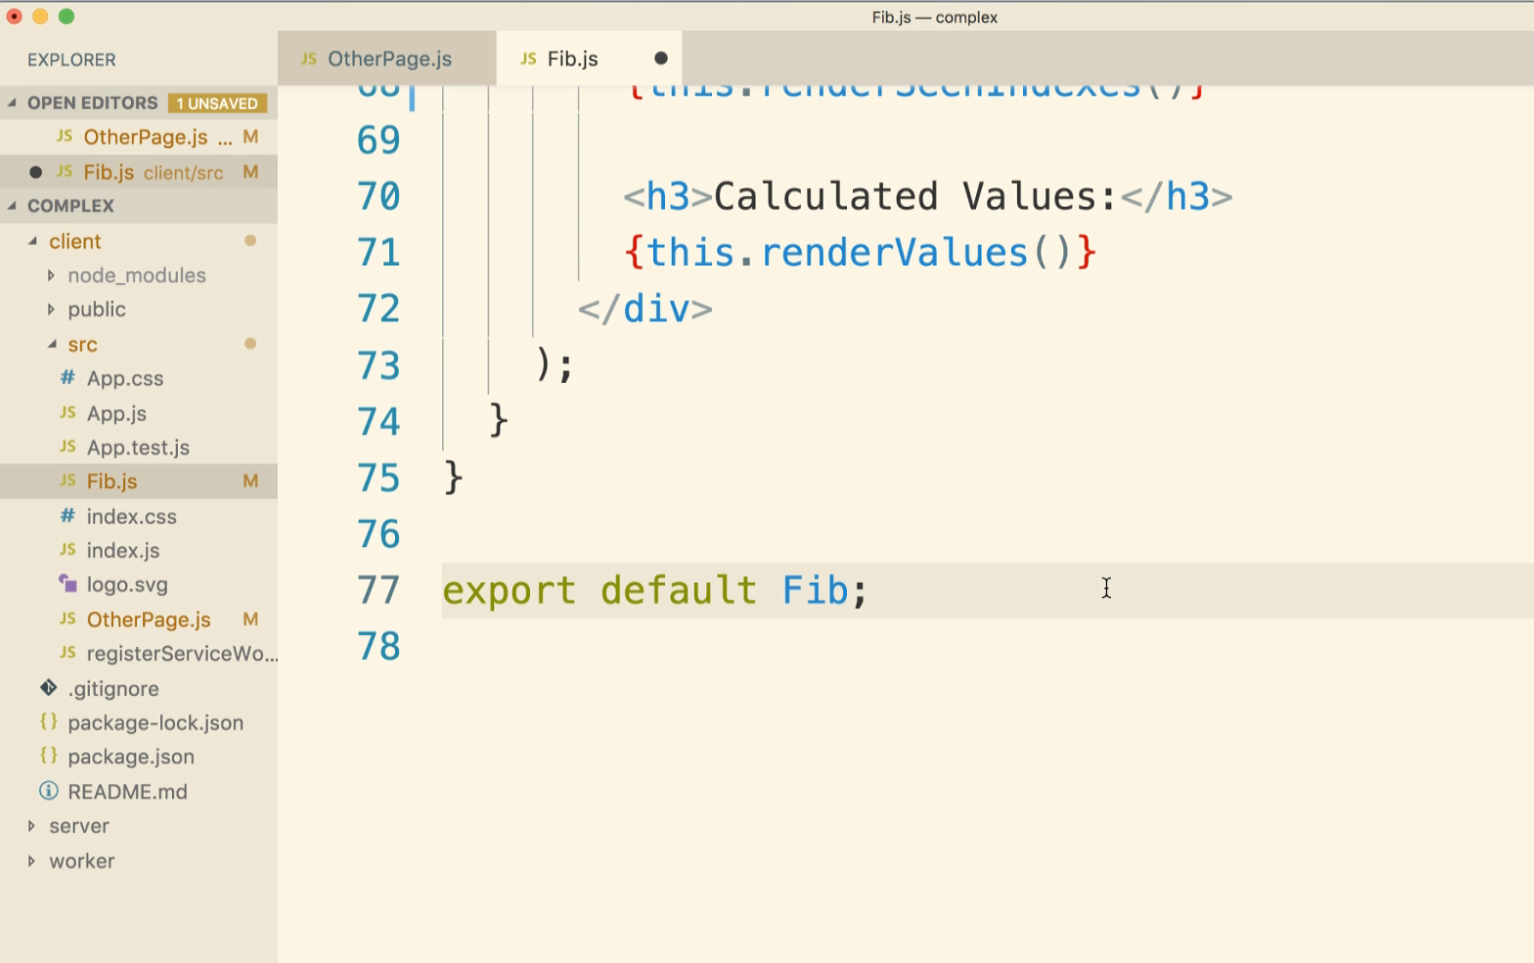 Fib.js — complex
EXPLORER
OPEN EDITORS 1 UNSAVED
JS OtherPage.js ... M
JS Fib.js client/src M
COMPLEX
client
node_modules
public
src
# App.css
JS App.js
JS App.test.js
JS Fib.js M
# index.css
JS index.js
logo.svg
JS OtherPage.js M
JS registerServiceWo...
.gitignore
{} package-lock.json
{} package.json
README.md
server
worker
JS OtherPage.js
JS Fib.js
68 {this.renderSeenIndexes()}
69
70 <h3>Calculated Values:</h3>
71 {this.renderValues()}
72 </div>
73 );
74 }
75 }
76
77 export default Fib;
78